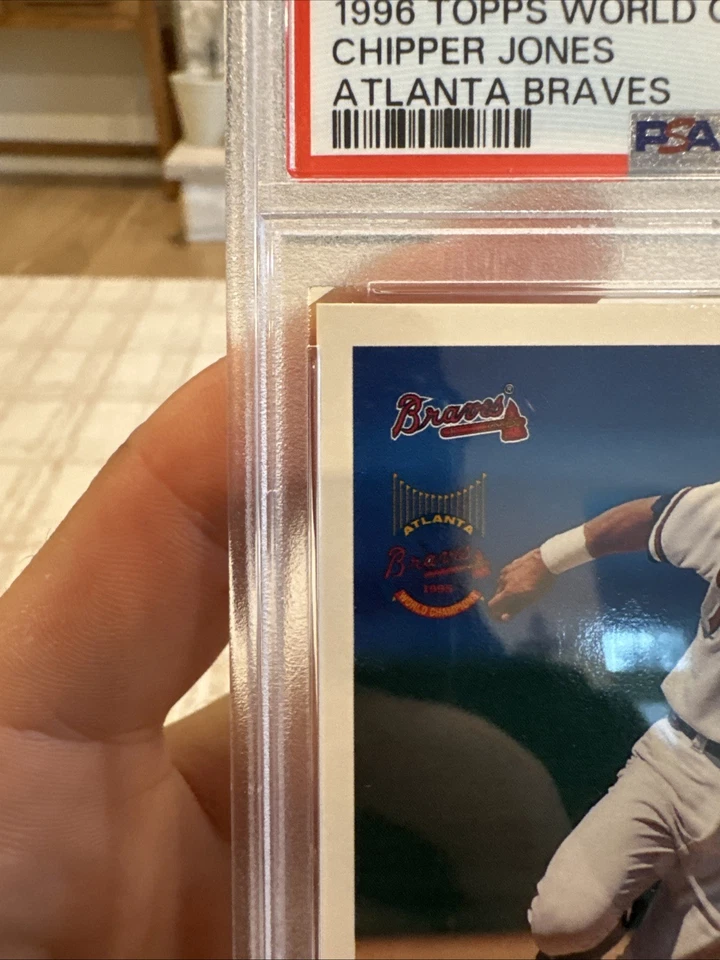 1996 TOPPS WORLD
CHIPPER JONES
ATLANTA BRAVES
PSA
Braves®
ATLANTA
Braves
1995
WORLD CHAMPIONS